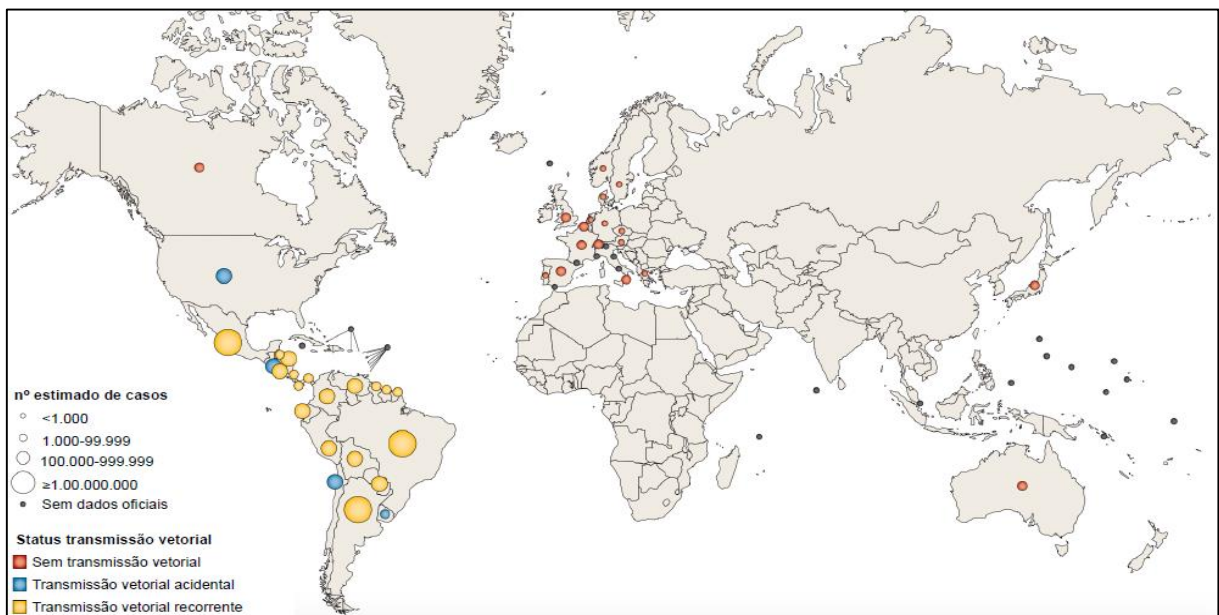 nº estimado de casos
<1.000
1.000-99.999
100.000-999.999
≥1.00.000.000
Sem dados oficiais
Status transmissão vetorial
Sem transmissão vetorial
Transmissão vetorial acidental
Transmissão vetorial recorrente